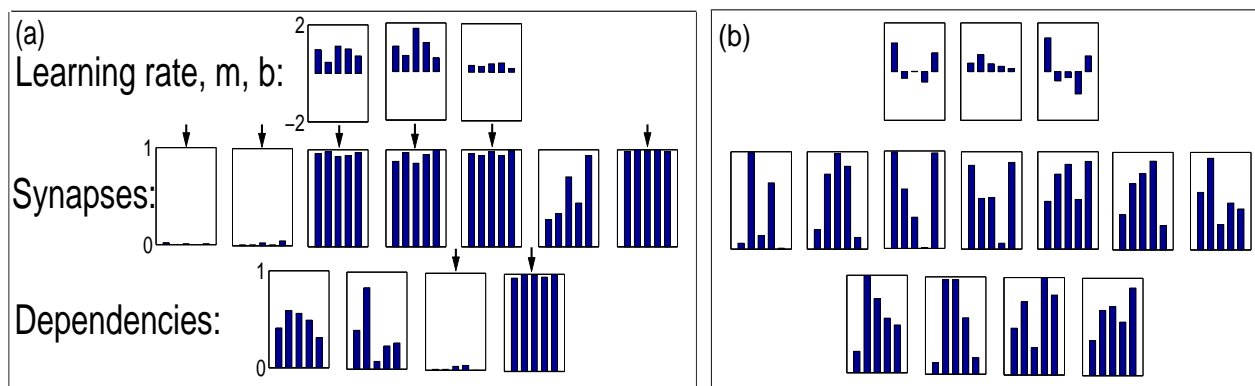 (a)
Learning rate, m, b:
2
−2
Synapses:
1
0
Dependencies:
1
0
(b)